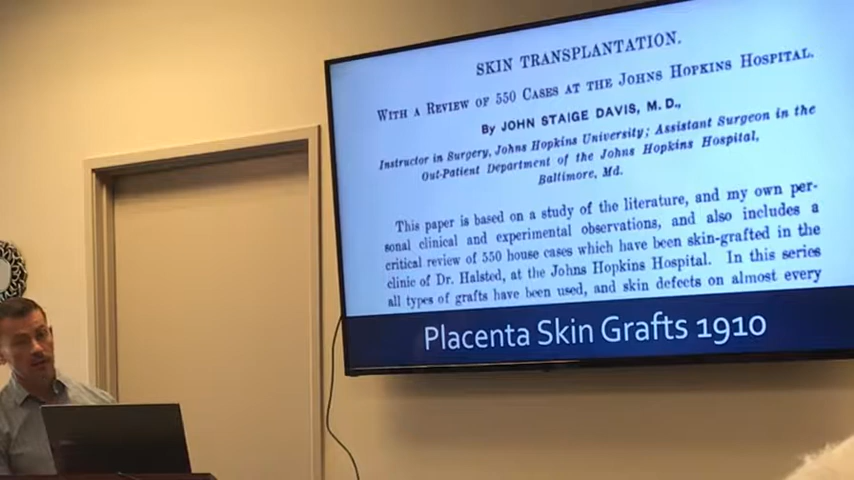 SKIN TRANSPLANTATION.
WITH A REVIEW OF 550 CASES AT THE JOHNS HOPKINS HOSPITAL.
By JOHN STAIGE DAVIS, M. D.,
Instructor in Surgery, Johns Hopkins University; Assistant Surgeon in the
Out-Patient Department of the Johns Hopkins Hospital,
Baltimore, Md.
This paper is based on a study of the literature, and my own per-
sonal clinical and experimental observations, and also includes a
critical review of 550 house cases which have been skin-grafted in the
clinic of Dr. Halsted, at the Johns Hopkins Hospital. In this series
all types of grafts have been used, and skin defects on almost every
Placenta Skin Grafts 1910